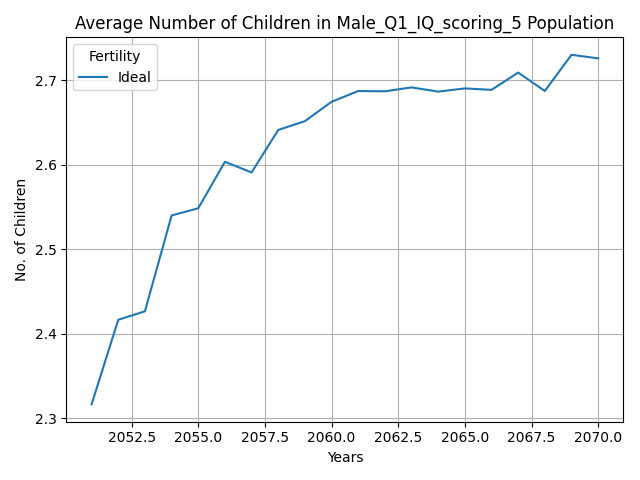 Average Number of Children in Male_Q1_IQ_scoring_5 Population
Fertility
Ideal
No. of Children
2.7
2.6
2.5
2.4
2.3
2052.5 2055.0 2057.5 2060.0 2062.5 2065.0 2067.5 2070.0
Years